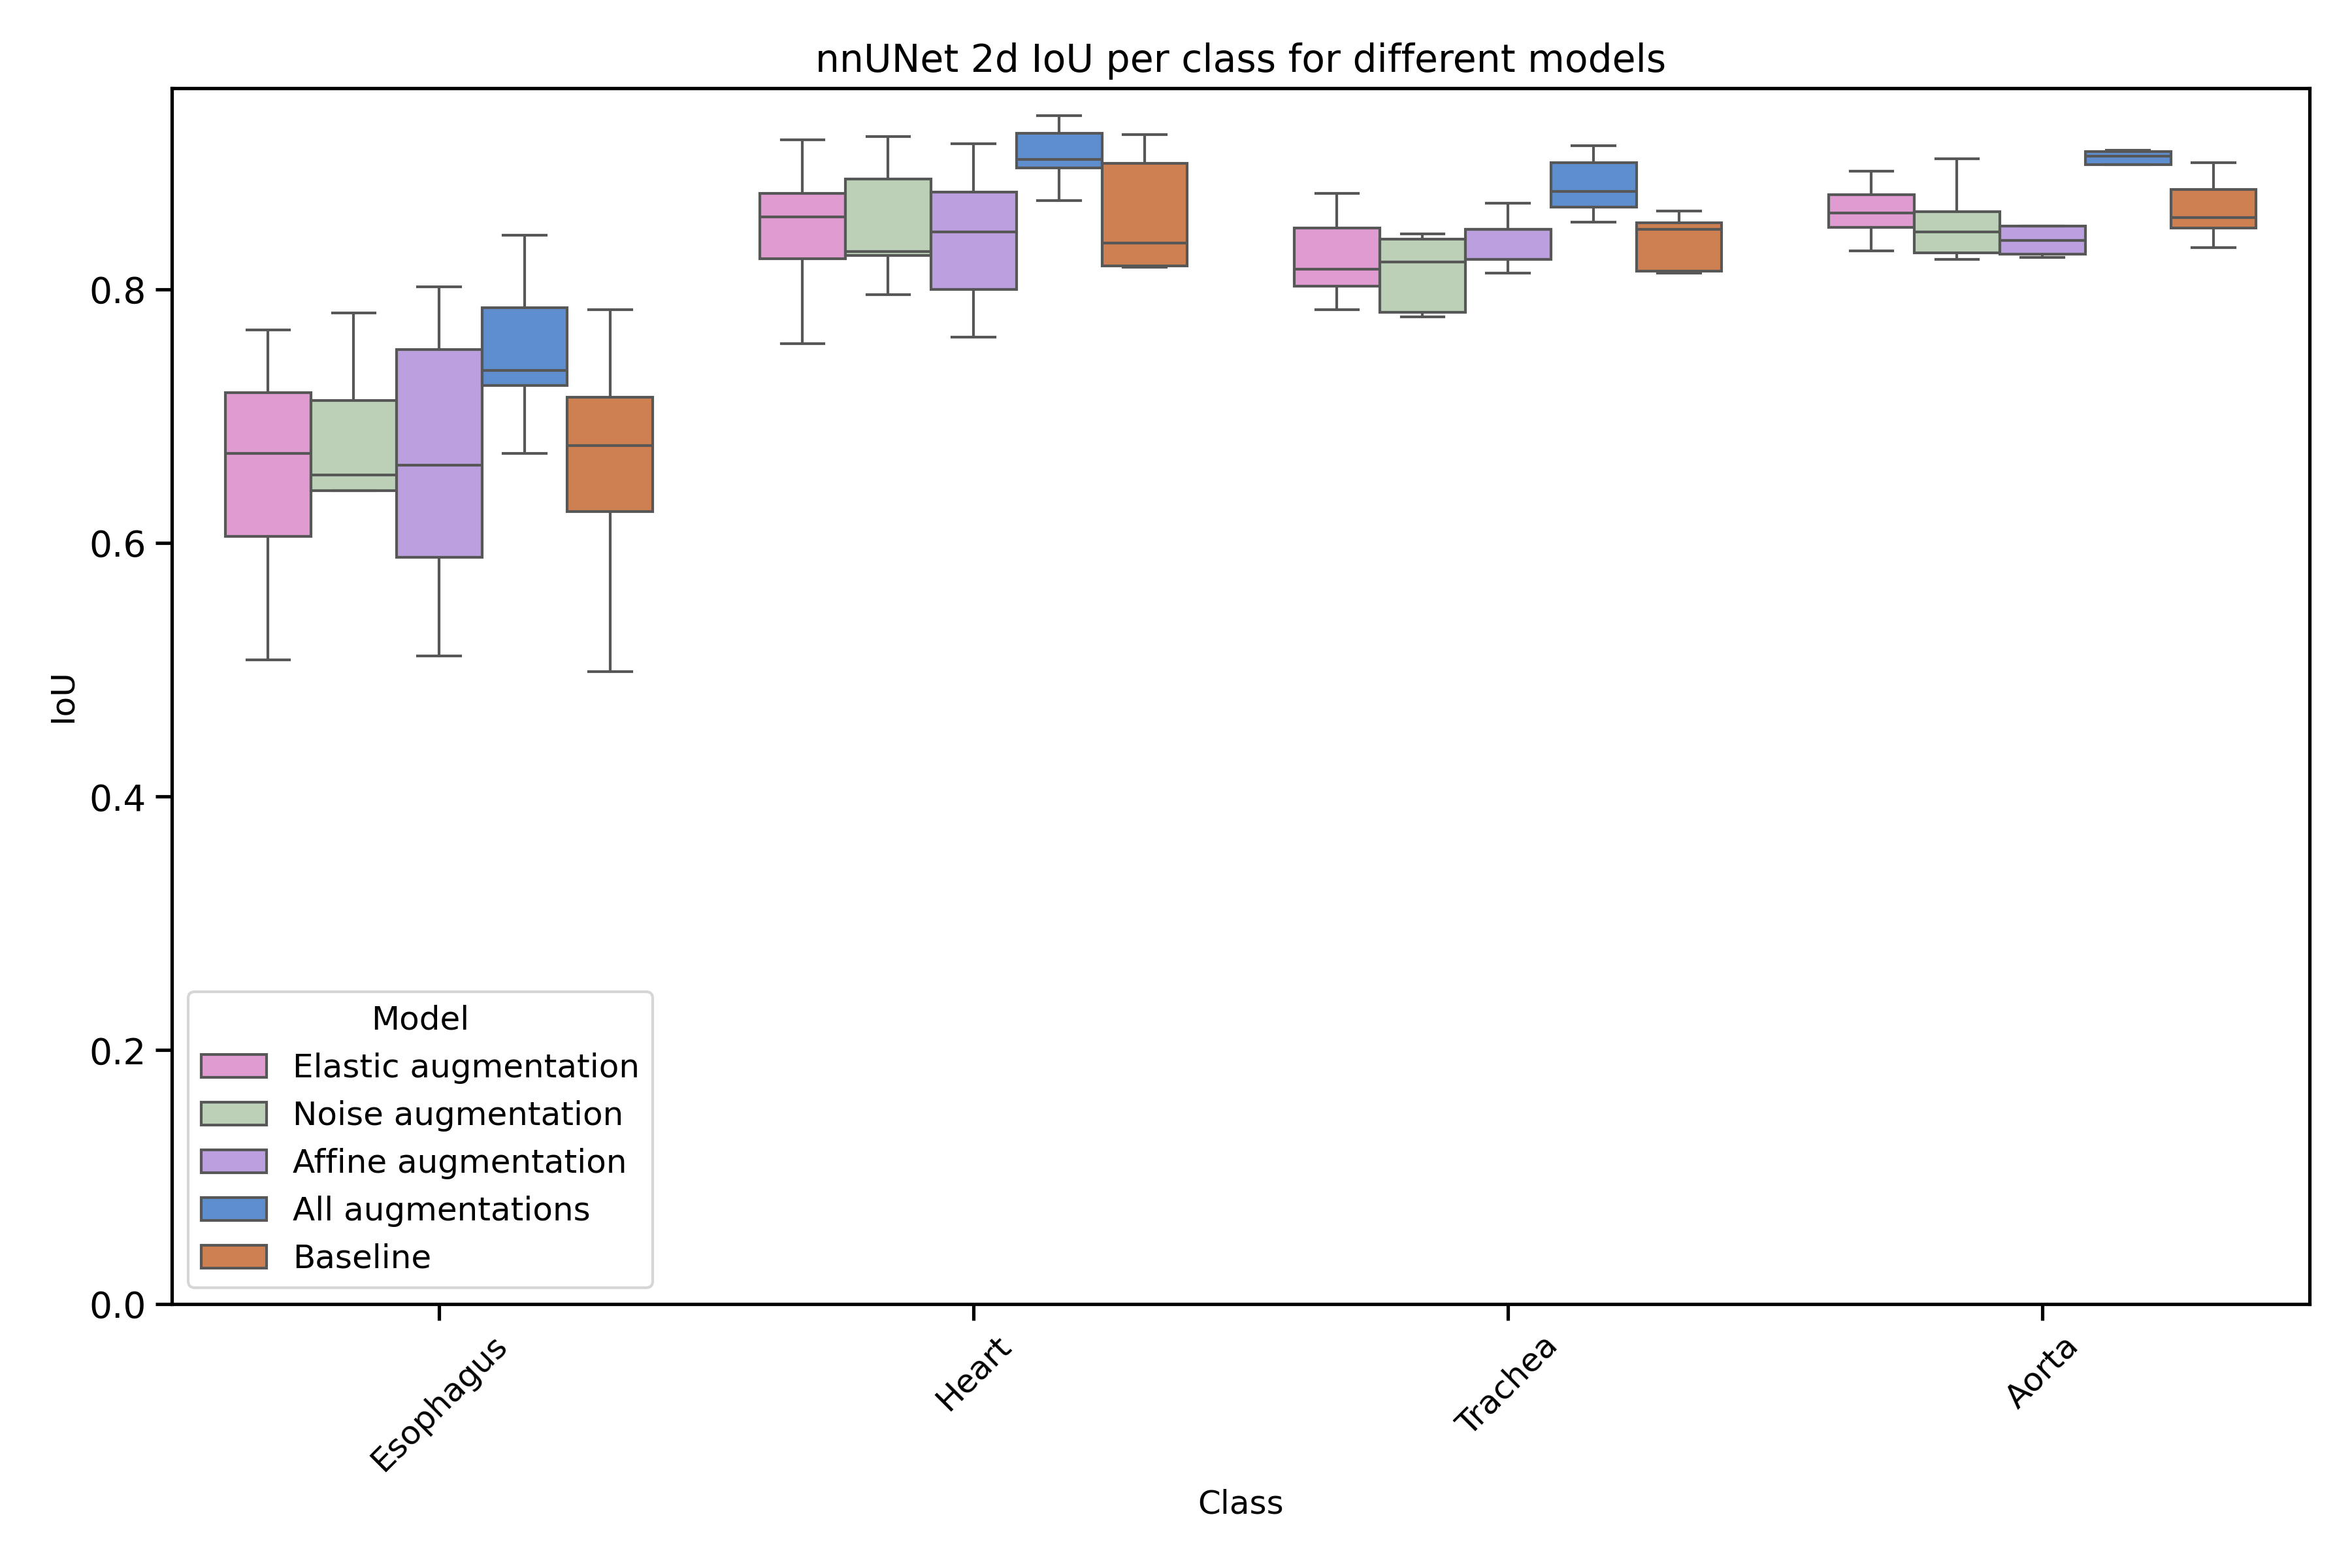 nnUNet 2d IoU per class for different models
IoU
0.8
0.6
0.4
0.2
0.0
Model
Elastic augmentation
Noise augmentation
Affine augmentation
All augmentations
Baseline
Esophagus
Heart
Trachea
Aorta
Class